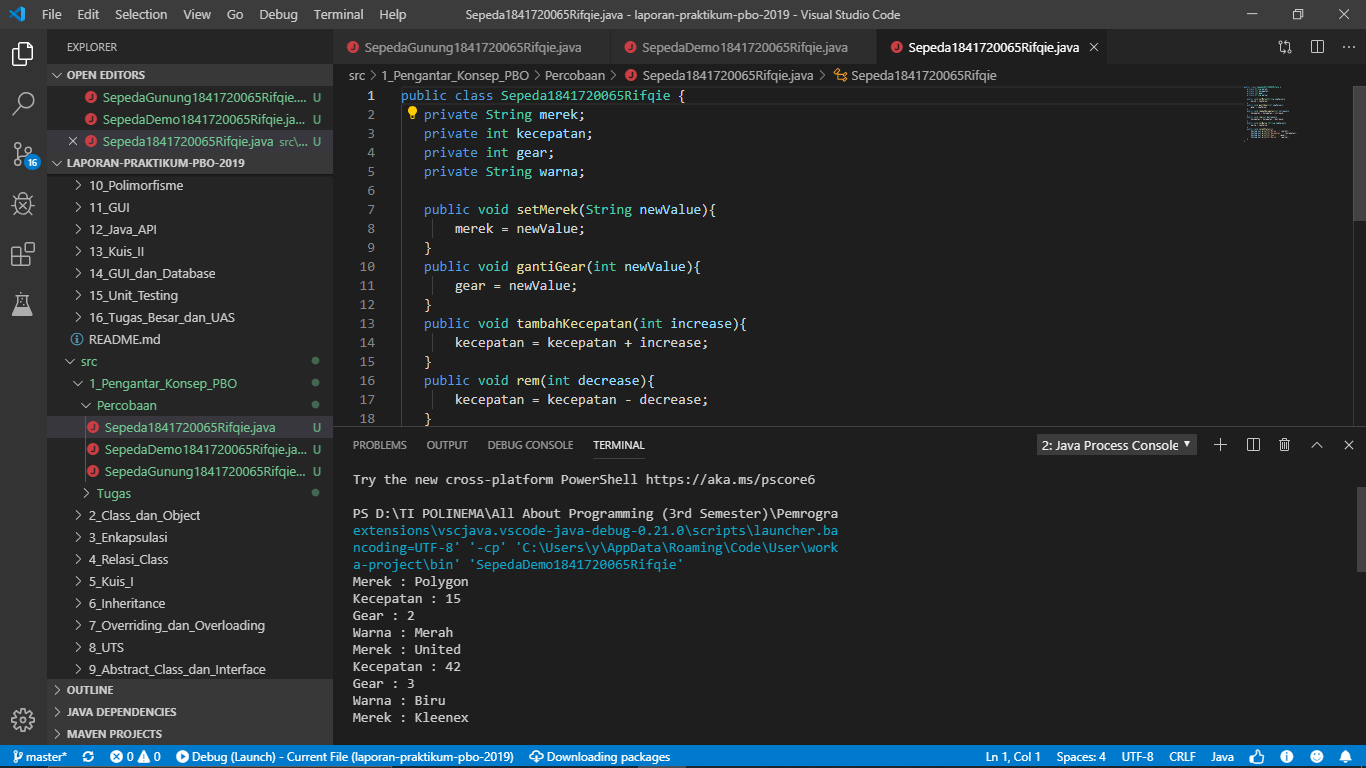 File Edit Selection View Go Debug Terminal Help
Sepeda1841720065Rifqie.java - laporan-praktikum-pbo-2019 - Visual Studio Code
EXPLORER
OPEN EDITORS
SepedaGunung1841720065Rifqie.... U
SepedaDemo1841720065Rifqie.ja... U
Sepeda1841720065Rifqie.java src\... U
16
LAPORAN-PRAKTIKUM-PBO-2019
10_Polimorfisme
11_GUI
12_Java_API
13_Kuis_II
14_GUI_dan_Database
15_Unit_Testing
16_Tugas_Besar_dan_UAS
README.md
src
1_Pengantar_Konsep_PBO
Percobaan
Sepeda1841720065Rifqie.java U
SepedaDemo1841720065Rifqie.ja... U
SepedaGunung1841720065Rifqie... U
Tugas
2_Class_dan_Object
3_Enkapsulasi
4_Relasi_Class
5_Kuis_I
6_Inheritance
7_Overriding_dan_Overloading
8_UTS
9_Abstract_Class_dan_Interface
OUTLINE
JAVA DEPENDENCIES
MAVEN PROJECTS
SepedaGunung1841720065Rifqie.java SepedaDemo1841720065Rifqie.java Sepeda1841720065Rifqie.java
src > 1_Pengantar_Konsep_PBO > Percobaan > Sepeda1841720065Rifqie.java > Sepeda1841720065Rifqie
1 public class Sepeda1841720065Rifqie {
2 private String merek;
3 private int kecepatan;
4 private int gear;
5 private String warna;
6
7 public void setMerek(String newValue){
8 merek = newValue;
9 }
10 public void gantiGear(int newValue){
11 gear = newValue;
12 }
13 public void tambahKecepatan(int increase){
14 kecepatan = kecepatan + increase;
15 }
16 public void rem(int decrease){
17 kecepatan = kecepatan - decrease;
18 }
PROBLEMS OUTPUT DEBUG CONSOLE TERMINAL 2: Java Process Console
Try the new cross-platform PowerShell https://aka.ms/pscore6
PS D:\TI POLINEMA\All About Programming (3rd Semester)\Pemrogra
extensions\vscjava.vscode-java-debug-0.21.0\scripts\launcher.ba
ncoding=UTF-8' '-cp' 'C:\Users\y\AppData\Roaming\Code\User\work
a-project\bin' 'SepedaDemo1841720065Rifqie'
Merek : Polygon
Kecepatan : 15
Gear : 2
Warna : Merah
Merek : United
Kecepatan : 42
Gear : 3
Warna : Biru
Merek : Kleenex
master* 0 0 Debug (Launch) - Current File (laporan-praktikum-pbo-2019) Downloading packages Ln 1, Col 1 Spaces: 4 UTF-8 CRLF Java